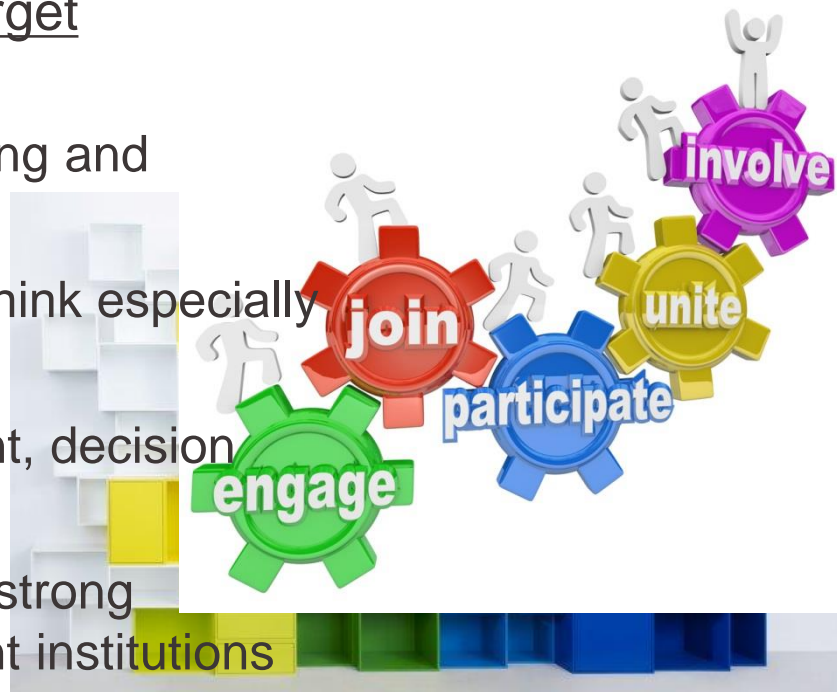 rget
ng and
hink especially
nt, decision
strong
nt institutions
involve
unite
join
participate
engage